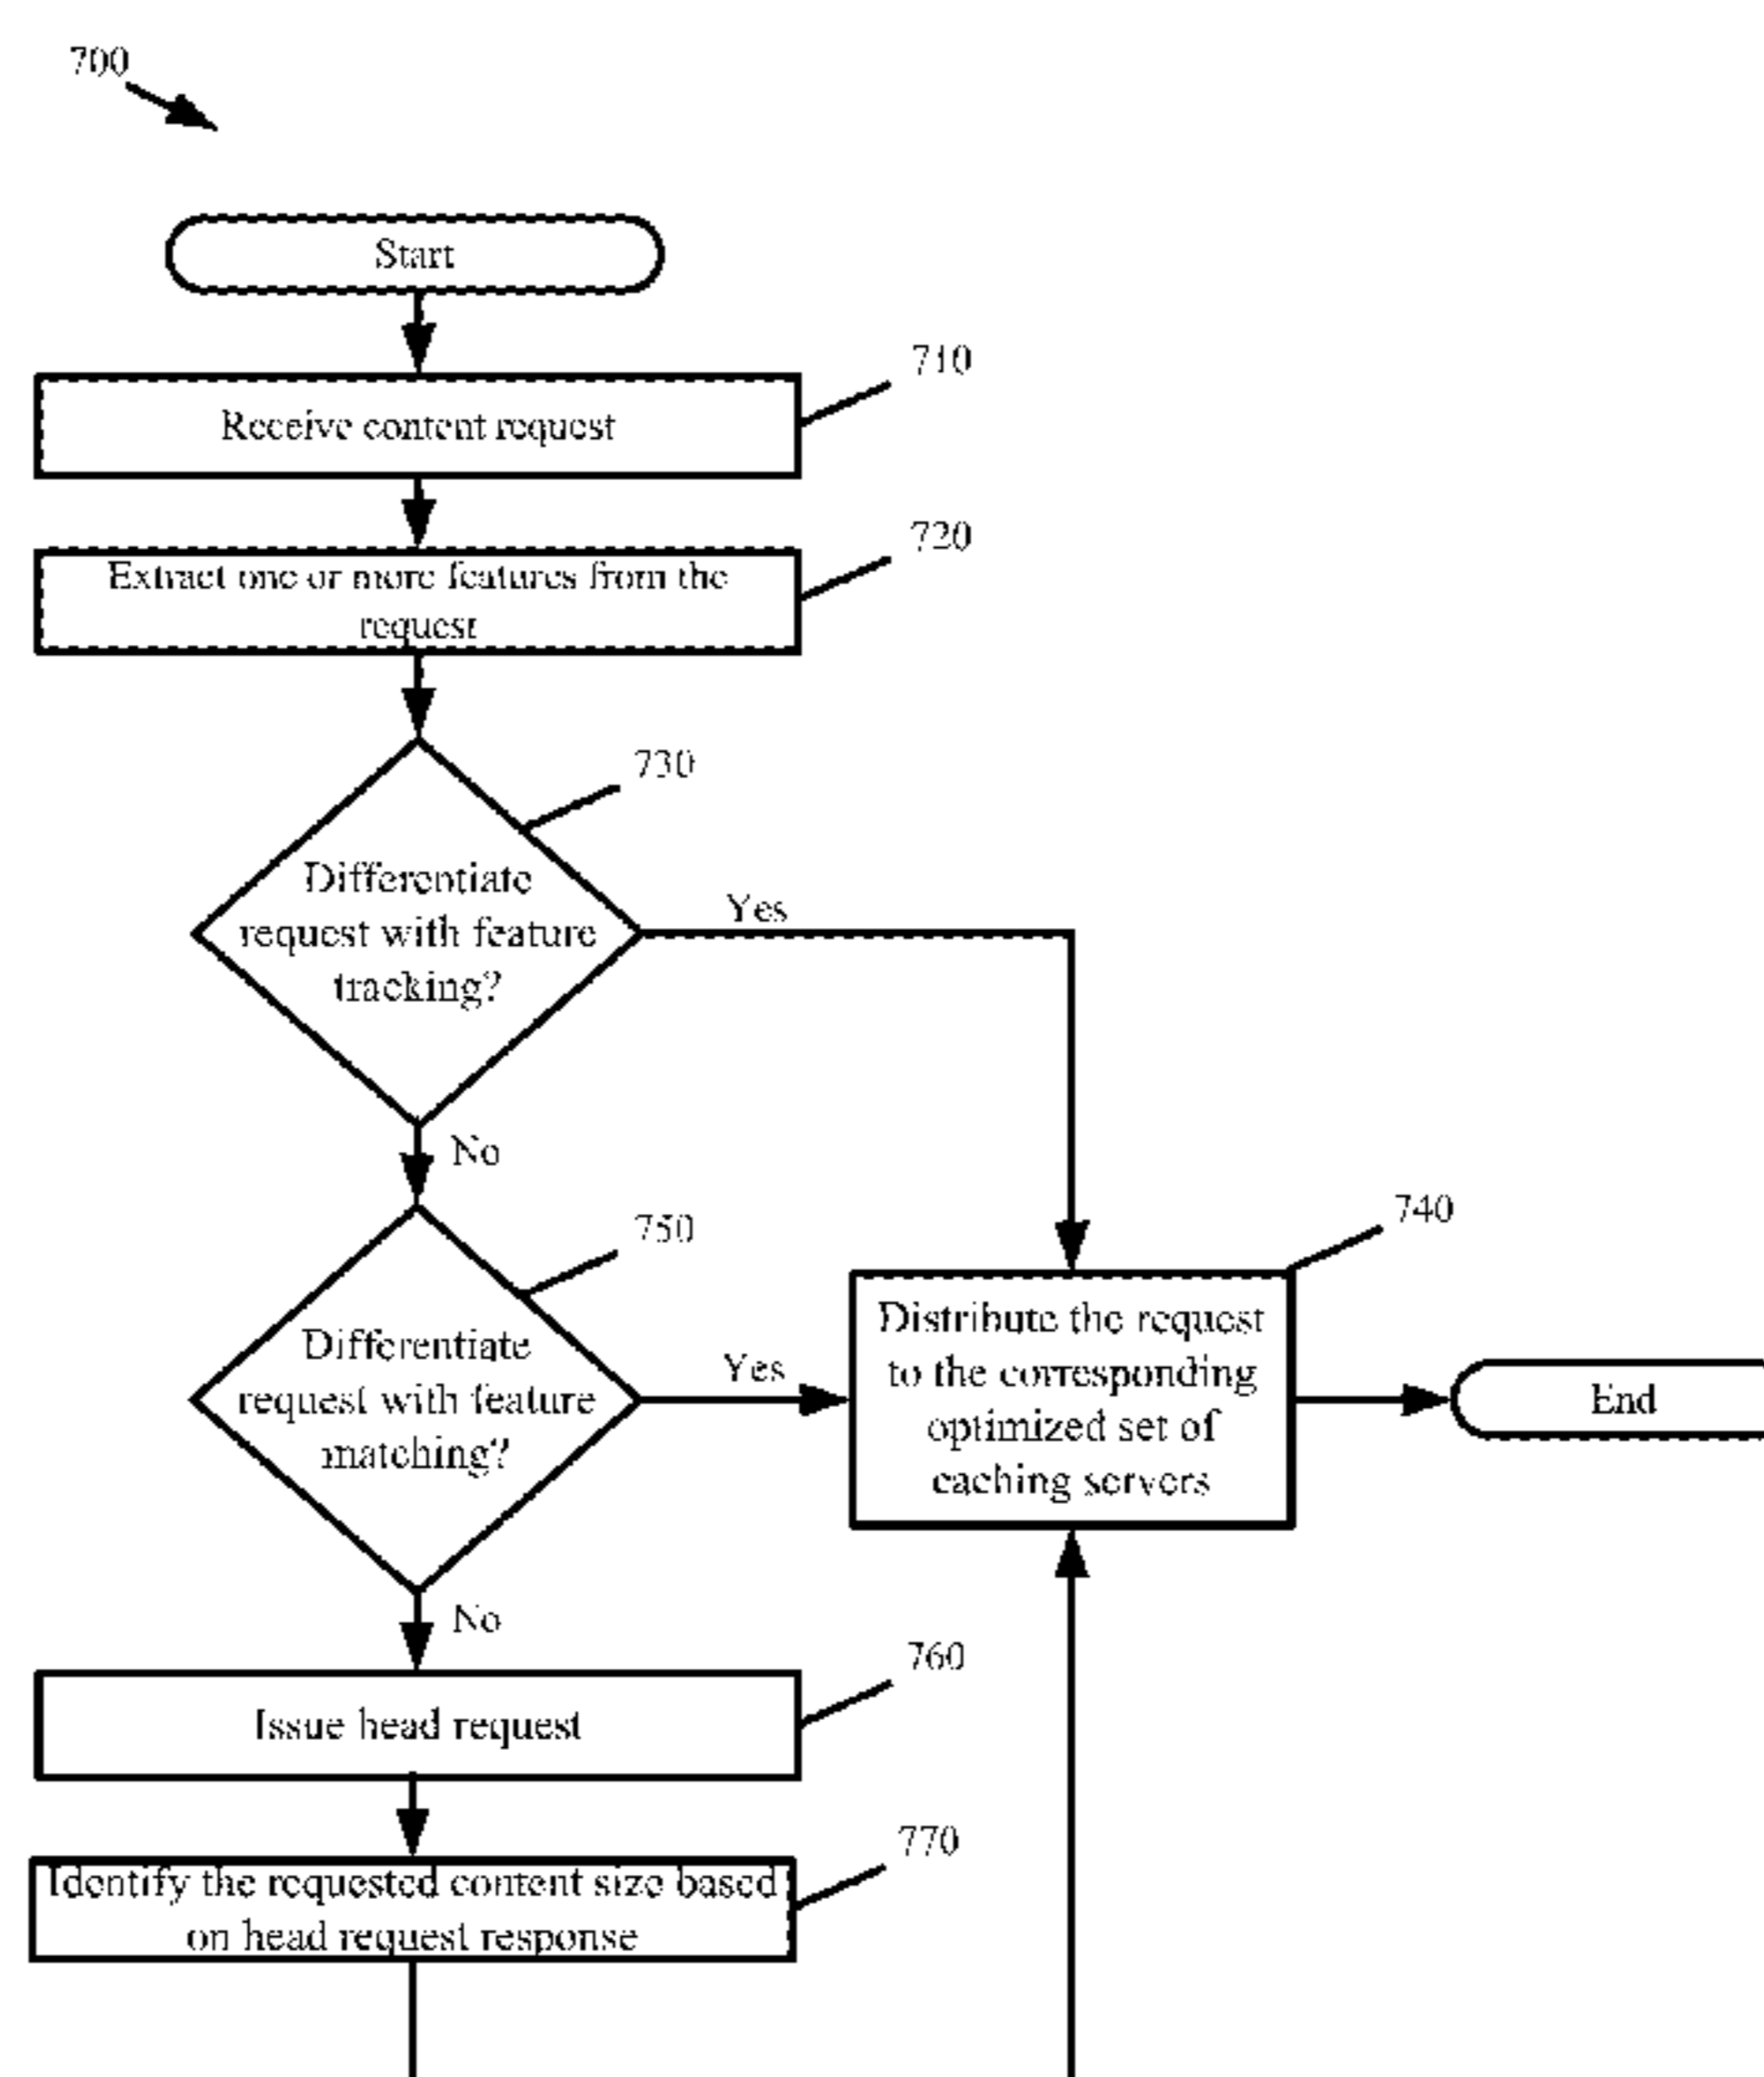 700
Start
710
Receive content request
720
Extract one or more features from the
request
730
Differentiate
request with feature
tracking?
Yes
No
750
740
Differentiate
request with feature
matching?
Yes
Distribute the request
to the corresponding
optimized set of
caching servers
End
No
760
Issue head request
770
Identify the requested content size based
on head request response